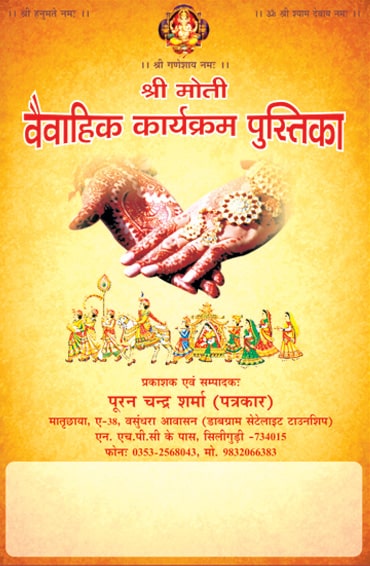 ।। श्री हनुमते नमः ।। ।। ॐ श्री श्याम देवाय नमः ।।
।। श्री गणेशाय नमः ।।
श्री मोती
वैवाहिक कार्यक्रम पुस्तिका
प्रकाशक एवं सम्पादकः
पूरन चन्द्र शर्मा (पत्रकार)
मातृछाया, ए-38, वसुंधरा आवासन (डाबग्राम सेटेलाइट टाउनशिप)
एन. एच.पी.सी के पास, सिलीगुड़ी -734015
फोनः 0353-2568043, मो. 9832066383